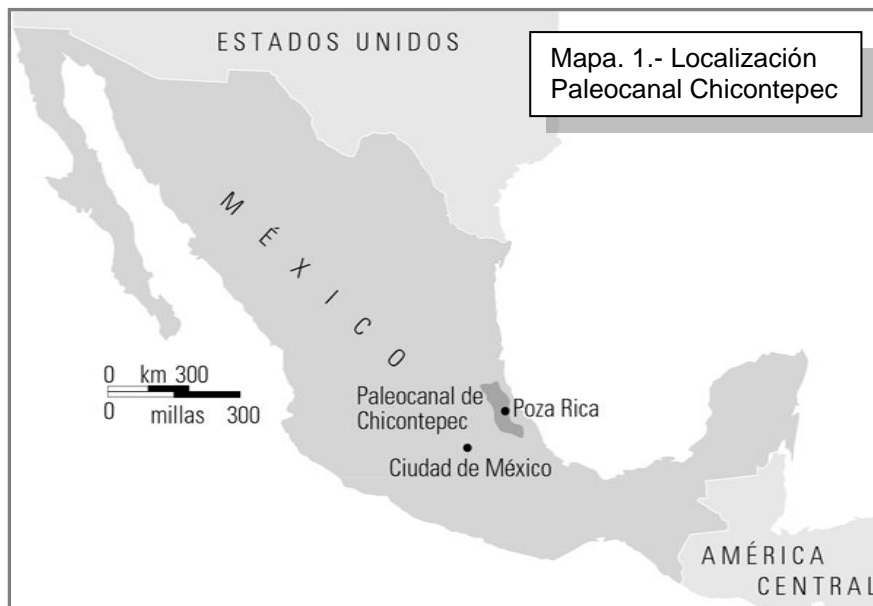 ESTADOS UNIDOS
Mapa. 1.- Localización
Paleocanal Chicontepec
MÉXICO
0 km 300
0 millas 300
Paleocanal de
Chicontepec
Poza Rica
Ciudad de México
AMÉRICA
CENTRAL